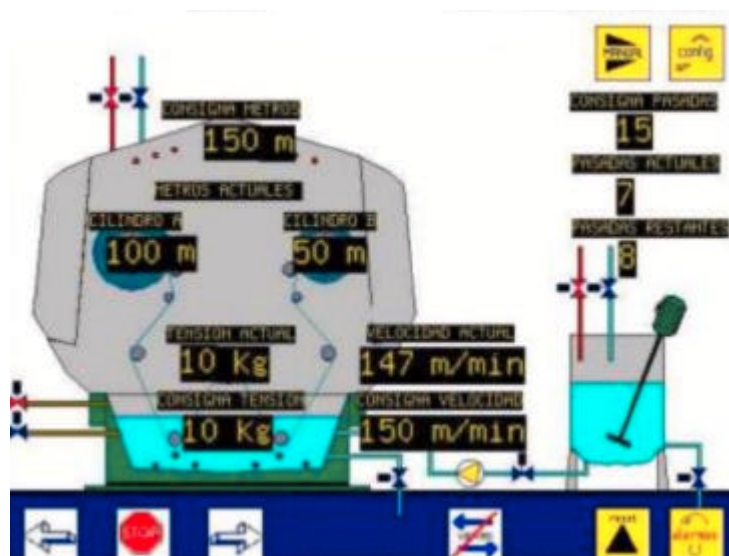 MANUAL
config
CONSIGNA METROS
150 m
CONSIGNA PASADAS
15
PASADAS ACTUALES
7
METROS ACTUALES
CILINDRO A
CILINDRO B
100 m
50 m
PASADAS RESTANTES
8
TENSION ACTUAL
VELOCIDAD ACTUAL
10 Kg
147 m/min
CONSIGNA TENSION
CONSIGNA VELOCIDAD
10 Kg
150 m/min
STOP
alarmas